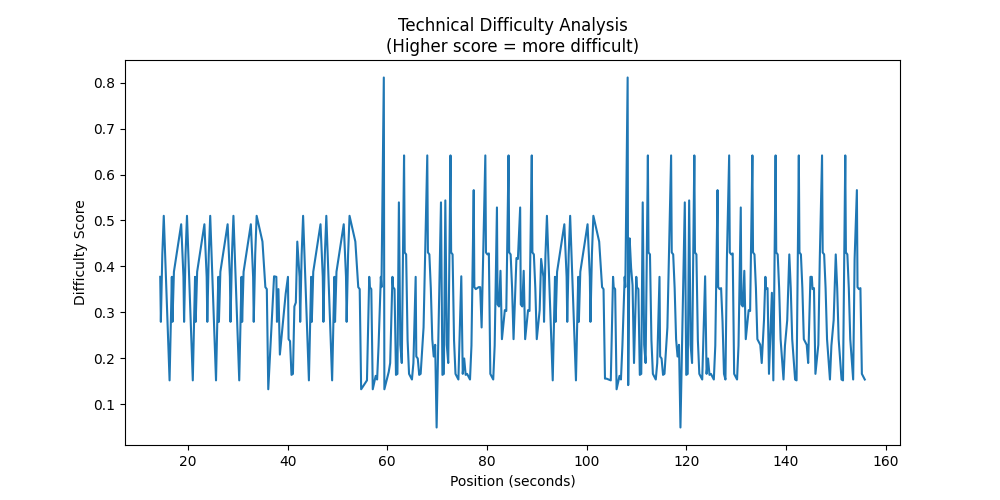 Technical Difficulty Analysis
(Higher score = more difficult)
Difficulty Score
0.8
0.7
0.6
0.5
0.4
0.3
0.2
0.1
20 40 60 80 100 120 140 160
Position (seconds)